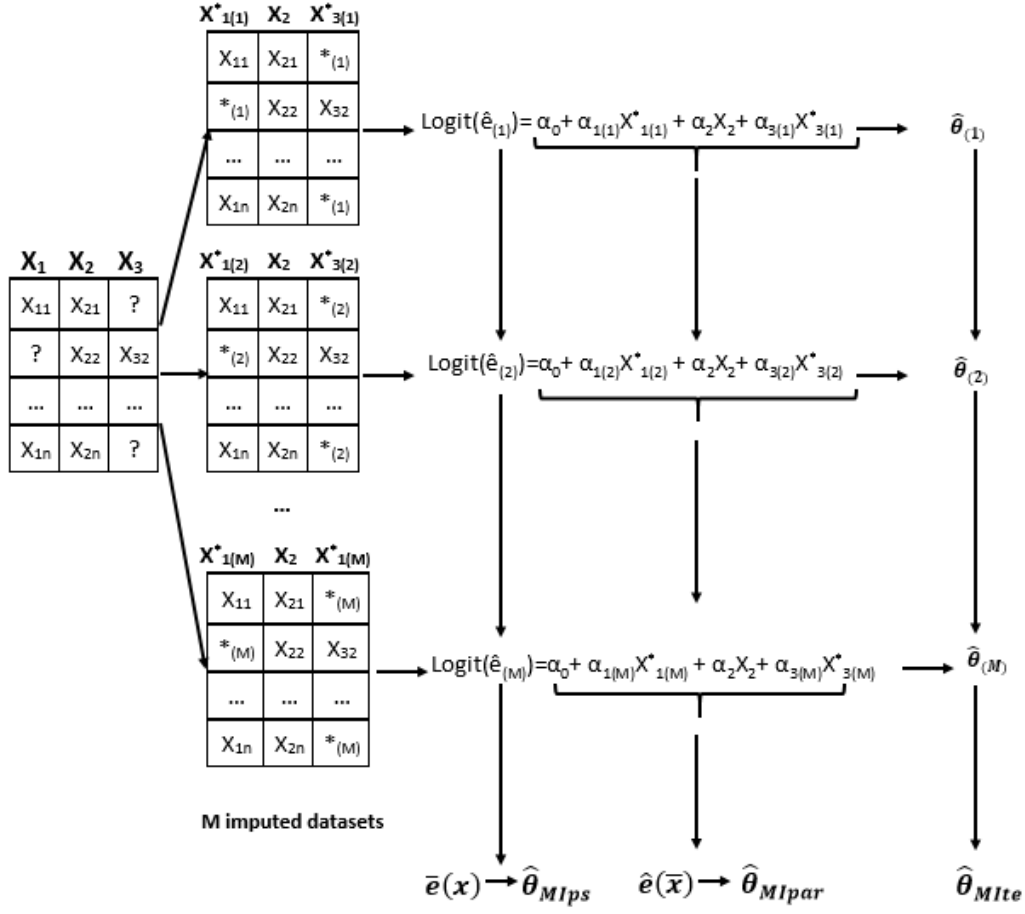 X*1(1) X2 X*3(1)
X11 X21 *(1)
*(1) X22 X32
... ... ...
X1n X2n *(1)
Logit(ê(1))= α0+ α1(1)X*1(1) + α2X2+ α3(1)X*3(1)
θ̂(1)
X1 X2 X3
X11 X21 ?
? X22 X32
... ... ...
X1n X2n ?
X*1(2) X2 X*3(2)
X11 X21 *(2)
*(2) X22 X32
... ... ...
X1n X2n *(2)
Logit(ê(2))=α0+ α1(2)X*1(2) + α2X2+ α3(2)X*3(2)
θ̂(2)
...
X*1(M) X2 X*1(M)
X11 X21 *(M)
*(M) X22 X32
... ... ...
X1n X2n *(M)
Logit(ê(M))=α0+ α1(M)X*1(M) + α2X2+ α3(M)X*3(M)
θ̂(M)
M imputed datasets
e̅(x) θ̂MIps ê(x̅) θ̂MIpar θ̂MIte